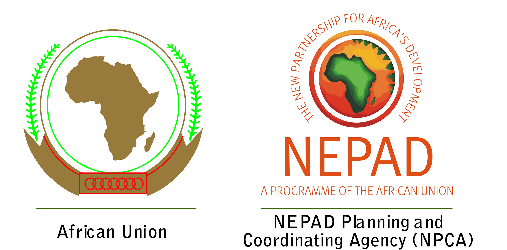 African Union
THE NEW PARTNERSHIP FOR AFRICA'S DEVELOPMENT
NEPAD
A PROGRAMME OF THE AFRICAN UNION
NEPAD Planning and
Coordinating Agency (NPCA)